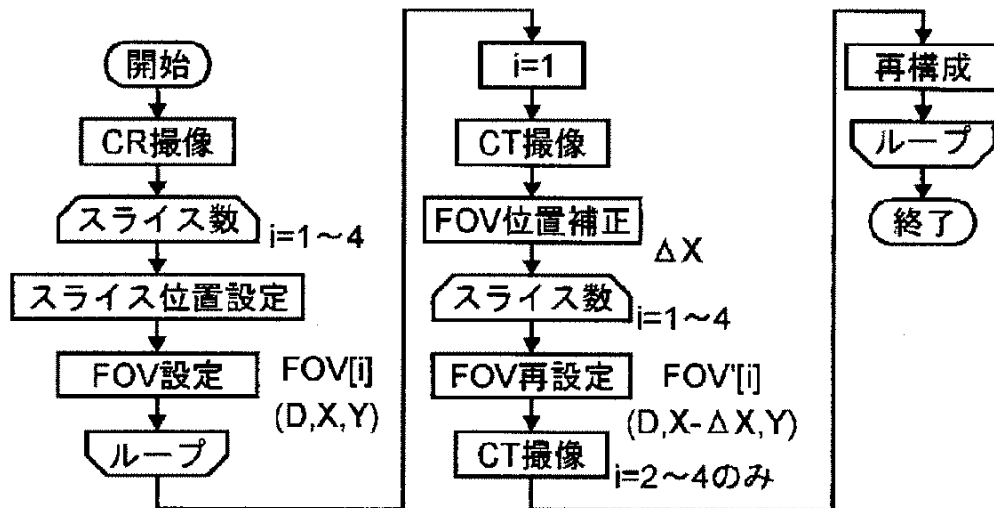 開始
CR撮像
スライス数
i=1～4
スライス位置設定
FOV設定
FOV[i]
(D,X,Y)
ループ
i=1
CT撮像
FOV位置補正
ΔX
スライス数
i=1～4
FOV再設定
FOV'[i]
(D,X-ΔX,Y)
CT撮像
i=2～4のみ
再構成
ループ
終了